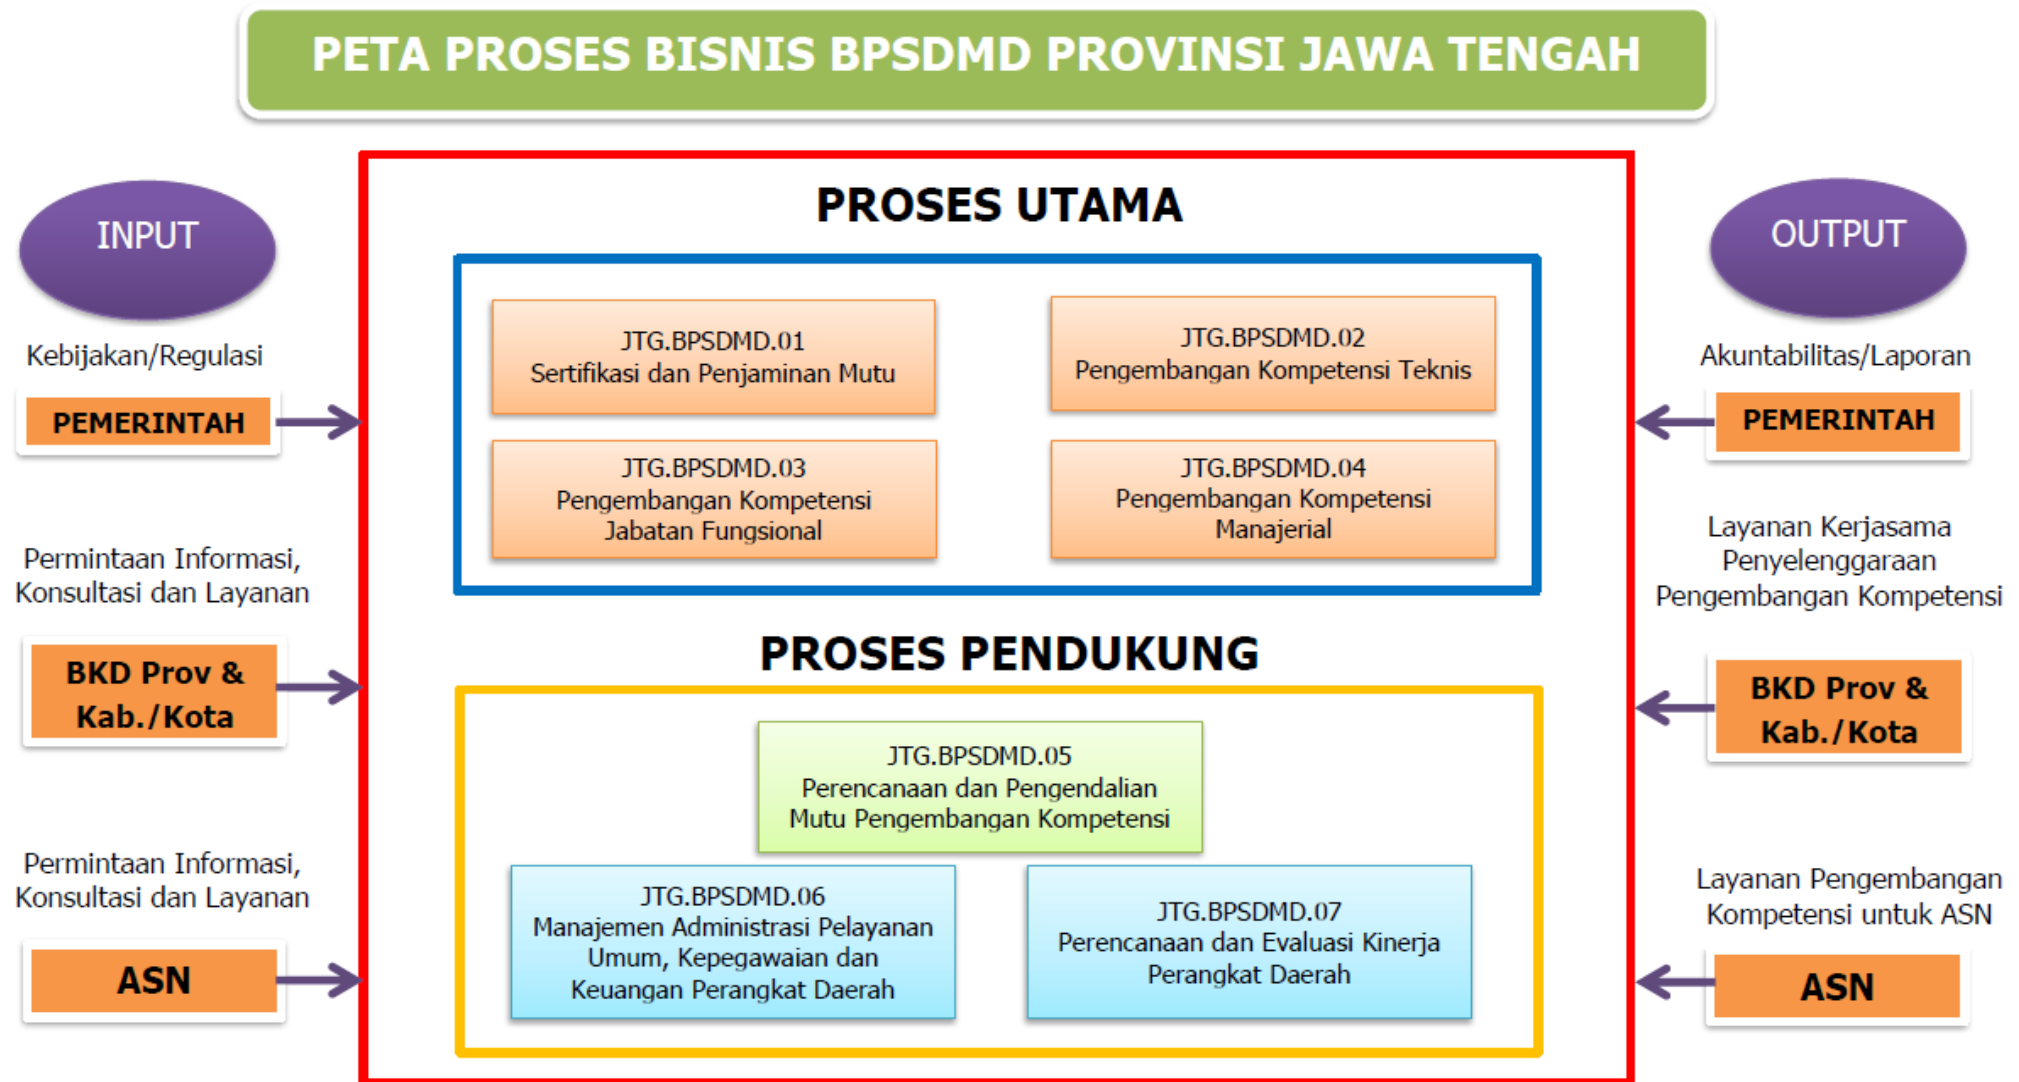 PETA PROSES BISNIS BPSDMD PROVINSI JAWA TENGAH
INPUT
Kebijakan/Regulasi
PEMERINTAH
Permintaan Informasi,
Konsultasi dan Layanan
BKD Prov &
Kab./Kota
Permintaan Informasi,
Konsultasi dan Layanan
ASN
PROSES UTAMA
JTG.BPSDMD.01
Sertifikasi dan Penjaminan Mutu
JTG.BPSDMD.02
Pengembangan Kompetensi Teknis
JTG.BPSDMD.03
Pengembangan Kompetensi
Jabatan Fungsional
JTG.BPSDMD.04
Pengembangan Kompetensi
Manajerial
PROSES PENDUKUNG
JTG.BPSDMD.05
Perencanaan dan Pengendalian
Mutu Pengembangan Kompetensi
JTG.BPSDMD.06
Manajemen Administrasi Pelayanan
Umum, Kepegawaian dan
Keuangan Perangkat Daerah
JTG.BPSDMD.07
Perencanaan dan Evaluasi Kinerja
Perangkat Daerah
OUTPUT
Akuntabilitas/Laporan
PEMERINTAH
Layanan Kerjasama
Penyelenggaraan
Pengembangan Kompetensi
BKD Prov &
Kab./Kota
Layanan Pengembangan
Kompetensi untuk ASN
ASN